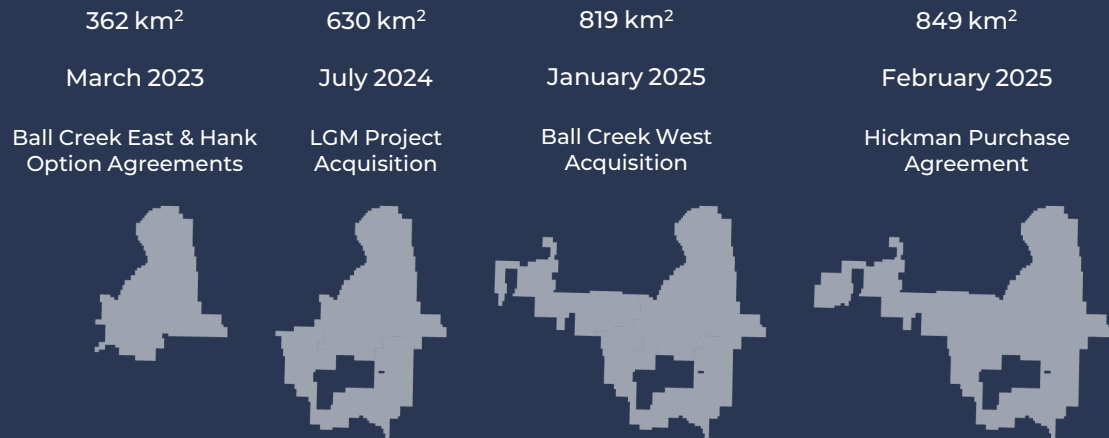 362 km²
March 2023
Ball Creek East & Hank
Option Agreements
630 km²
July 2024
LGM Project
Acquisition
819 km²
January 2025
Ball Creek West
Acquisition
849 km²
February 2025
Hickman Purchase
Agreement